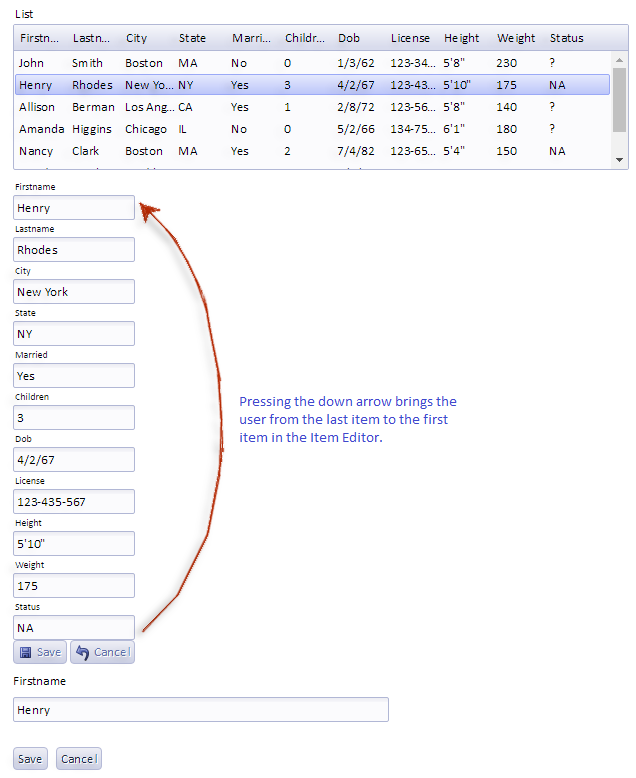 List
Firstn... Lastn... City State Marri... Childr... Dob License Height Weight Status
John Smith Boston MA No 0 1/3/62 123-34... 5'8" 230 ?
Henry Rhodes New Yo... NY Yes 3 4/2/67 123-43... 5'10" 175 NA
Allison Berman Los Ang... CA Yes 1 2/8/72 123-56... 5'8" 140 ?
Amanda Higgins Chicago IL No 0 5/2/66 134-75... 6'1" 180 ?
Nancy Clark Boston MA Yes 2 7/4/82 123-65... 5'4" 150 NA
Firstname
Henry
Lastname
Rhodes
City
New York
State
NY
Married
Yes
Children
3
Dob
4/2/67
License
123-435-567
Height
5'10"
Weight
175
Status
NA
Save Cancel
Pressing the down arrow brings the
user from the last item to the first
item in the Item Editor.
Firstname
Henry
Save Cancel